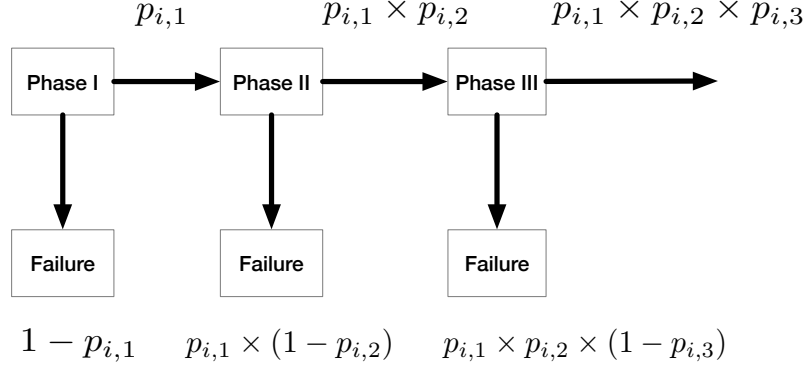 p_{i,1} p_{i,1} × p_{i,2} p_{i,1} × p_{i,2} × p_{i,3}
Phase I Phase II Phase III
Failure Failure Failure
1 − p_{i,1} p_{i,1} × (1 − p_{i,2}) p_{i,1} × p_{i,2} × (1 − p_{i,3})